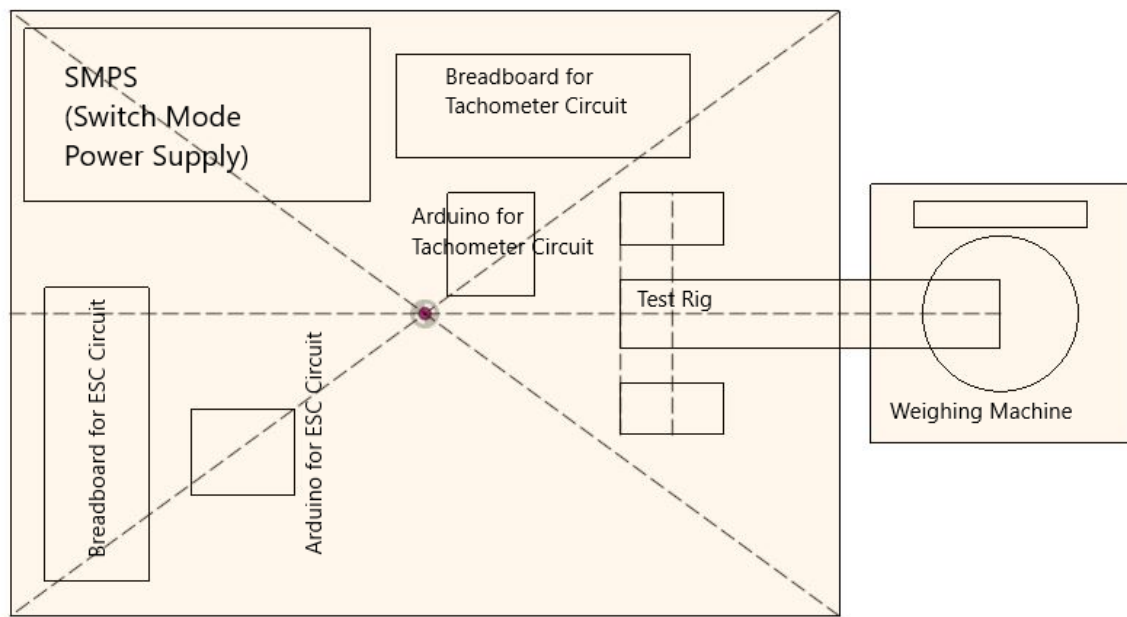 SMPS
(Switch Mode
Power Supply)
Breadboard for
Tachometer Circuit
Arduino for
Tachometer Circuit
Test Rig
Weighing Machine
Breadboard for ESC Circuit
Arduino for ESC Circuit